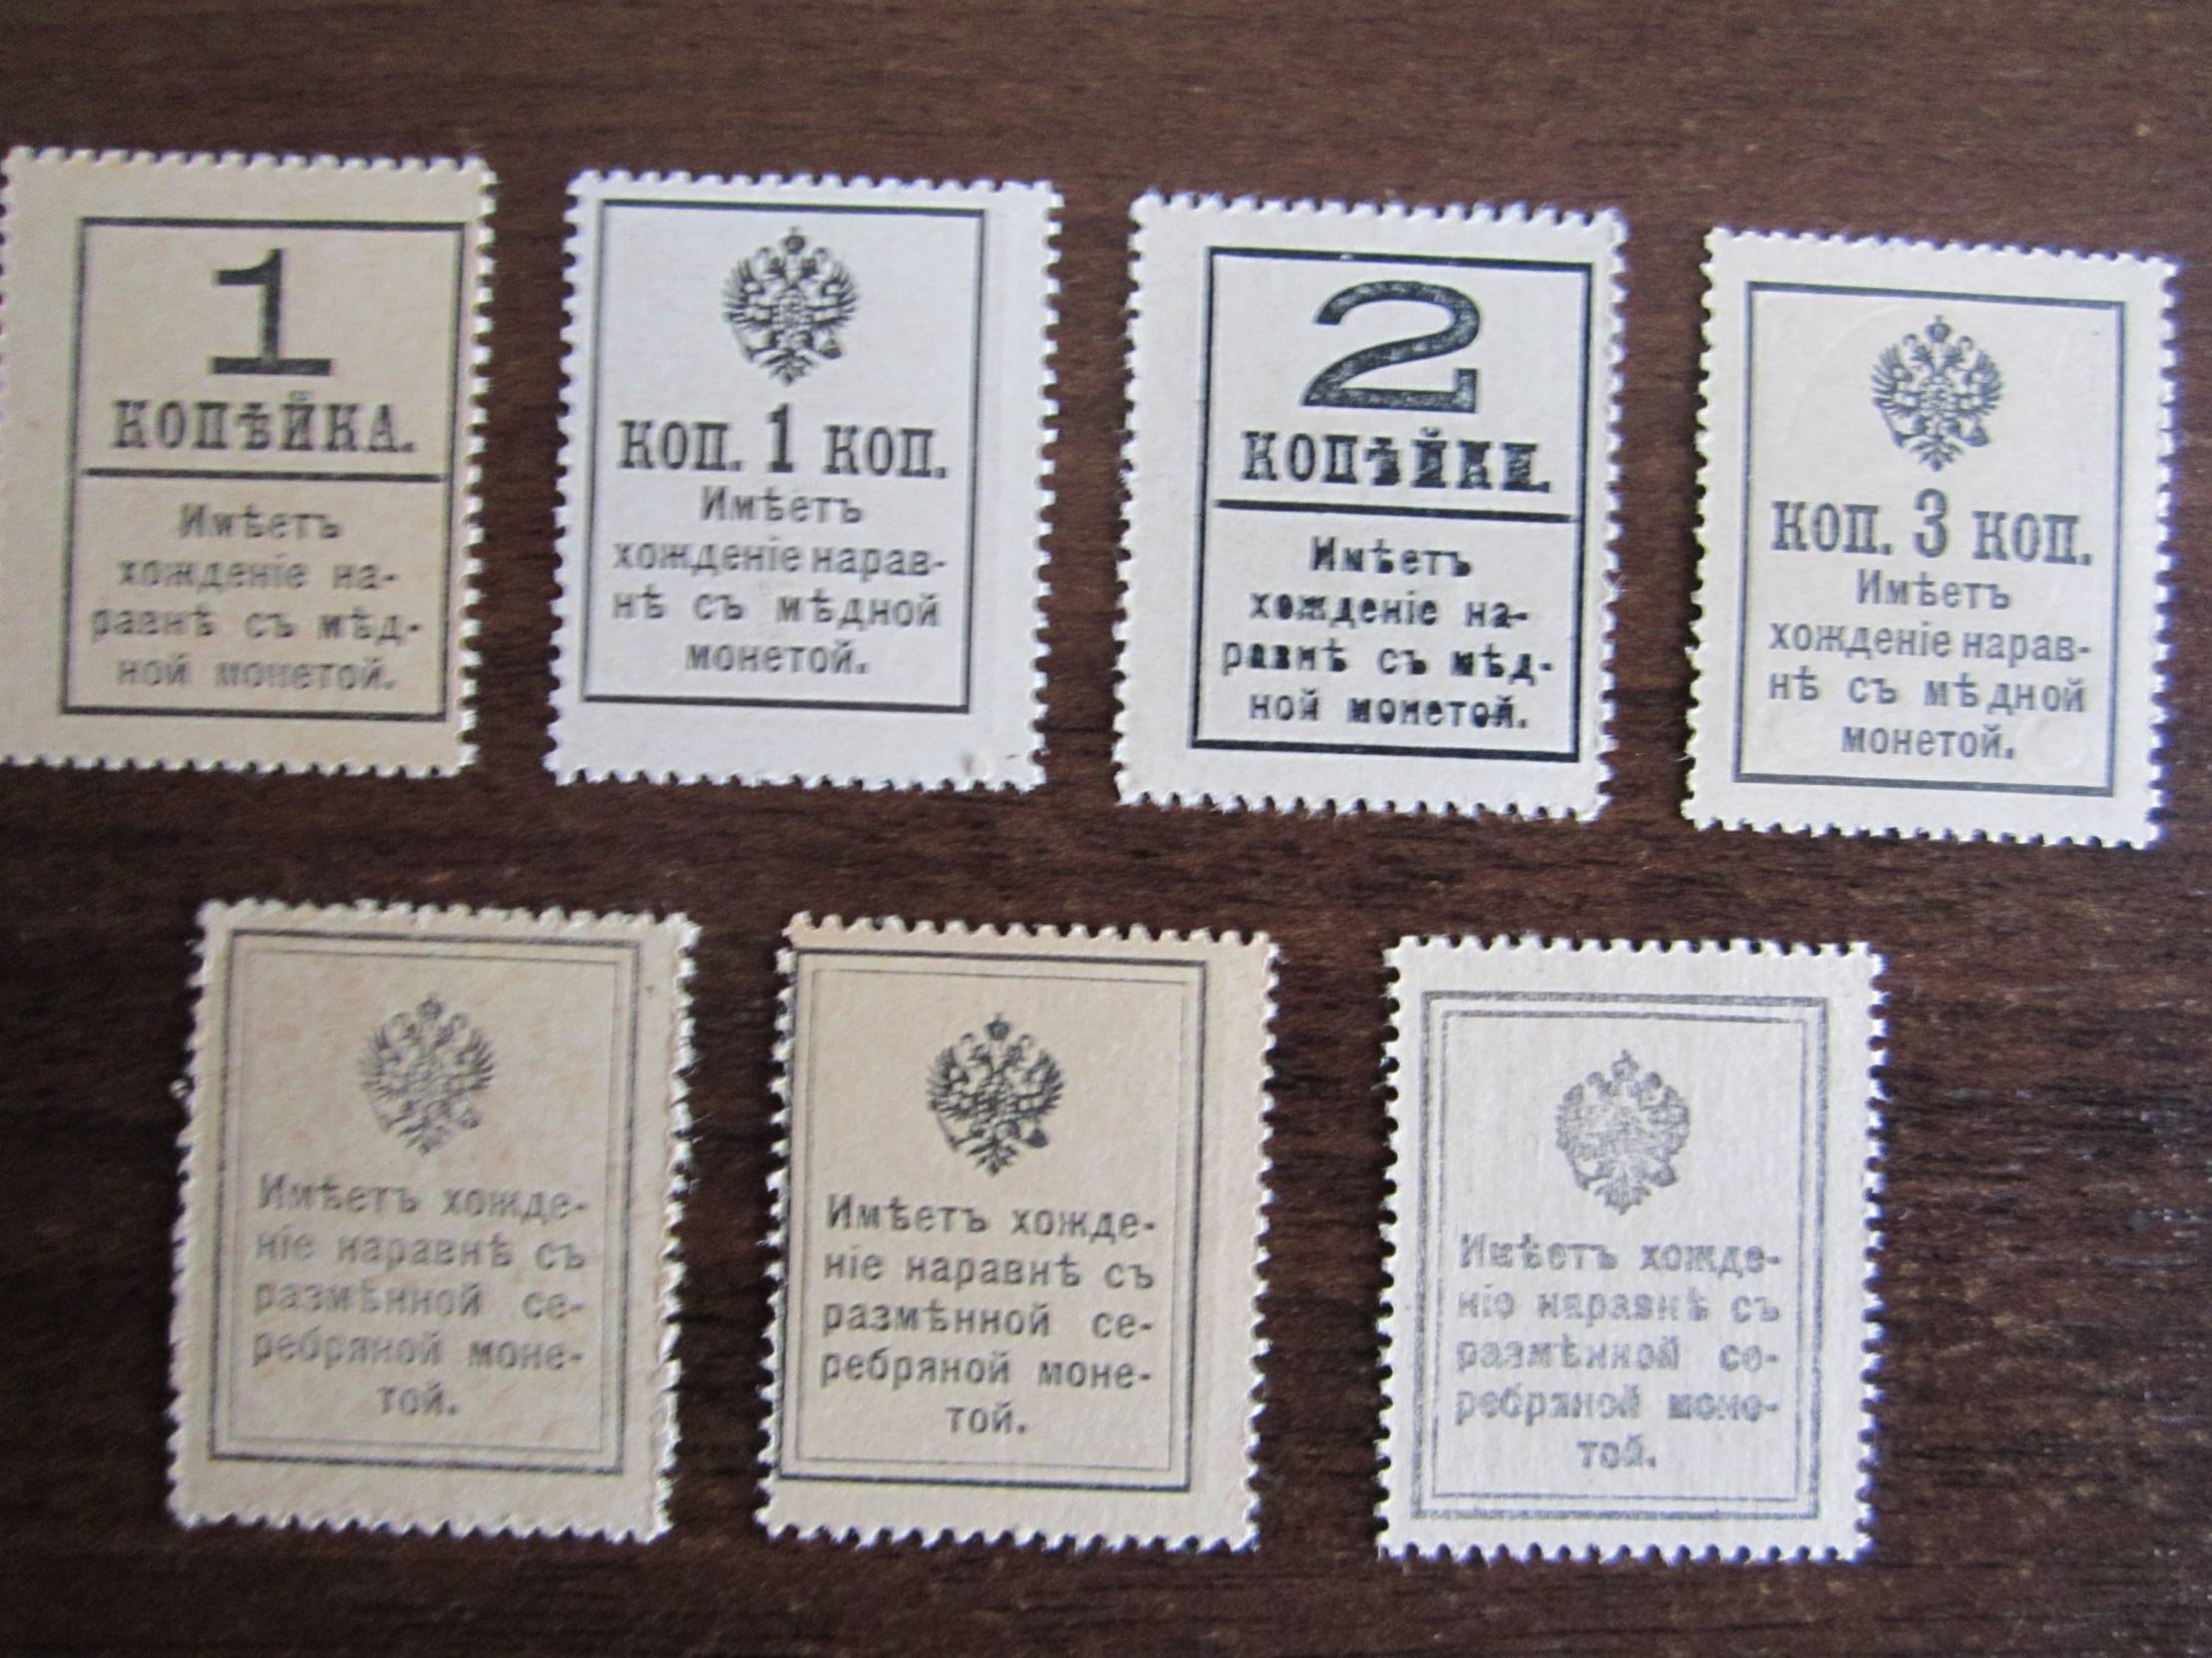 1
КОПѢЙКА.
Имѣетъ
хожденіе на-
равнѣ съ мѣд-
ной монетой.
КОП. 1 КОП.
Имѣетъ
хожденіе нарав-
нѣ съ мѣдной
монетой.
2
КОПѢЙКИ.
Имѣетъ
хожденіе на-
равнѣ съ мѣд-
ной монетой.
КОП. 3 КОП.
Имѣетъ
хожденіе нарав-
нѣ съ мѣдной
монетой.
Имѣетъ хожде-
ніе наравнѣ съ
размѣнной се-
ребряной моне-
той.
Имѣетъ хожде-
ніе наравнѣ съ
размѣнной се-
ребряной моне-
той.
Имѣетъ хожде-
ніе наравнѣ съ
размѣнной се-
ребряной моне-
той.